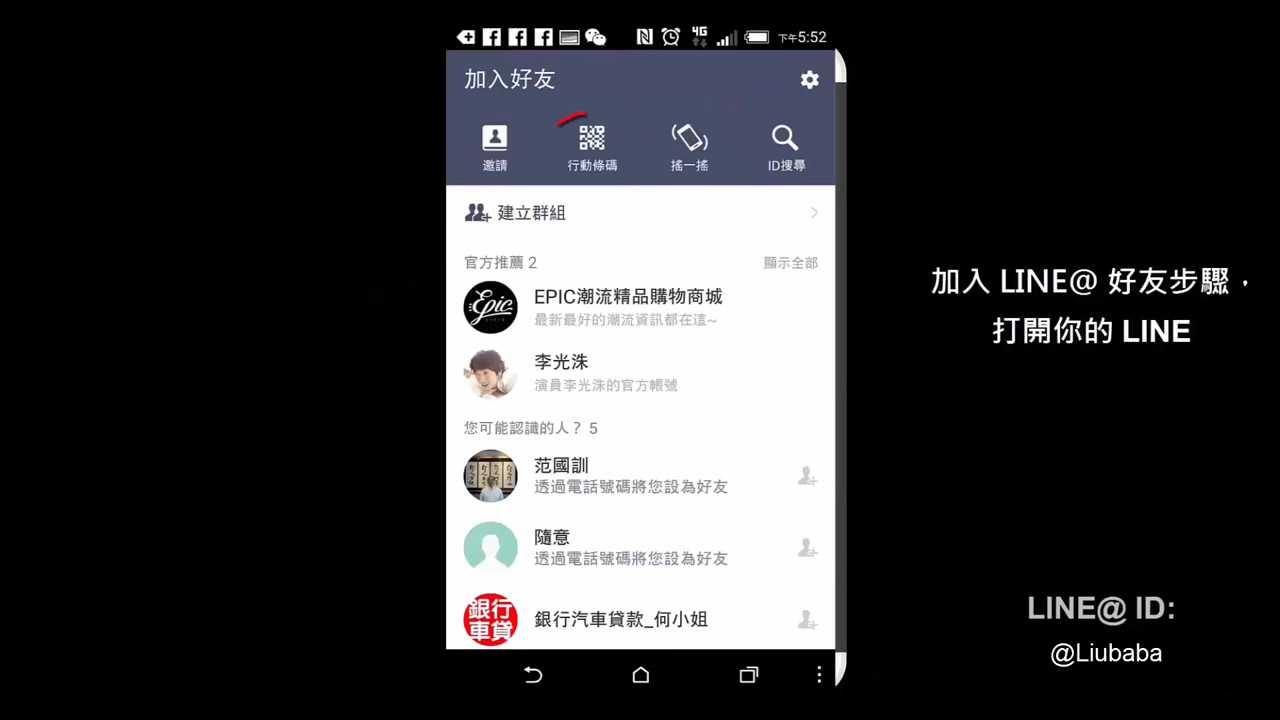 4G
下午5:52
加入好友
邀請
行動條碼
搖一搖
ID搜尋
建立群組
官方推薦 2
顯示全部
Epic
EPIC潮流精品購物商城
最新最好的潮流資訊都在這~
李光洙
演員李光洙的官方帳號
您可能認識的人? 5
范國訓
透過電話號碼將您設為好友
隨意
透過電話號碼將您設為好友
銀行
車貸
銀行汽車貸款_何小姐
加入 LINE@ 好友步驟,
打開你的 LINE
LINE@ ID:
@Liubaba